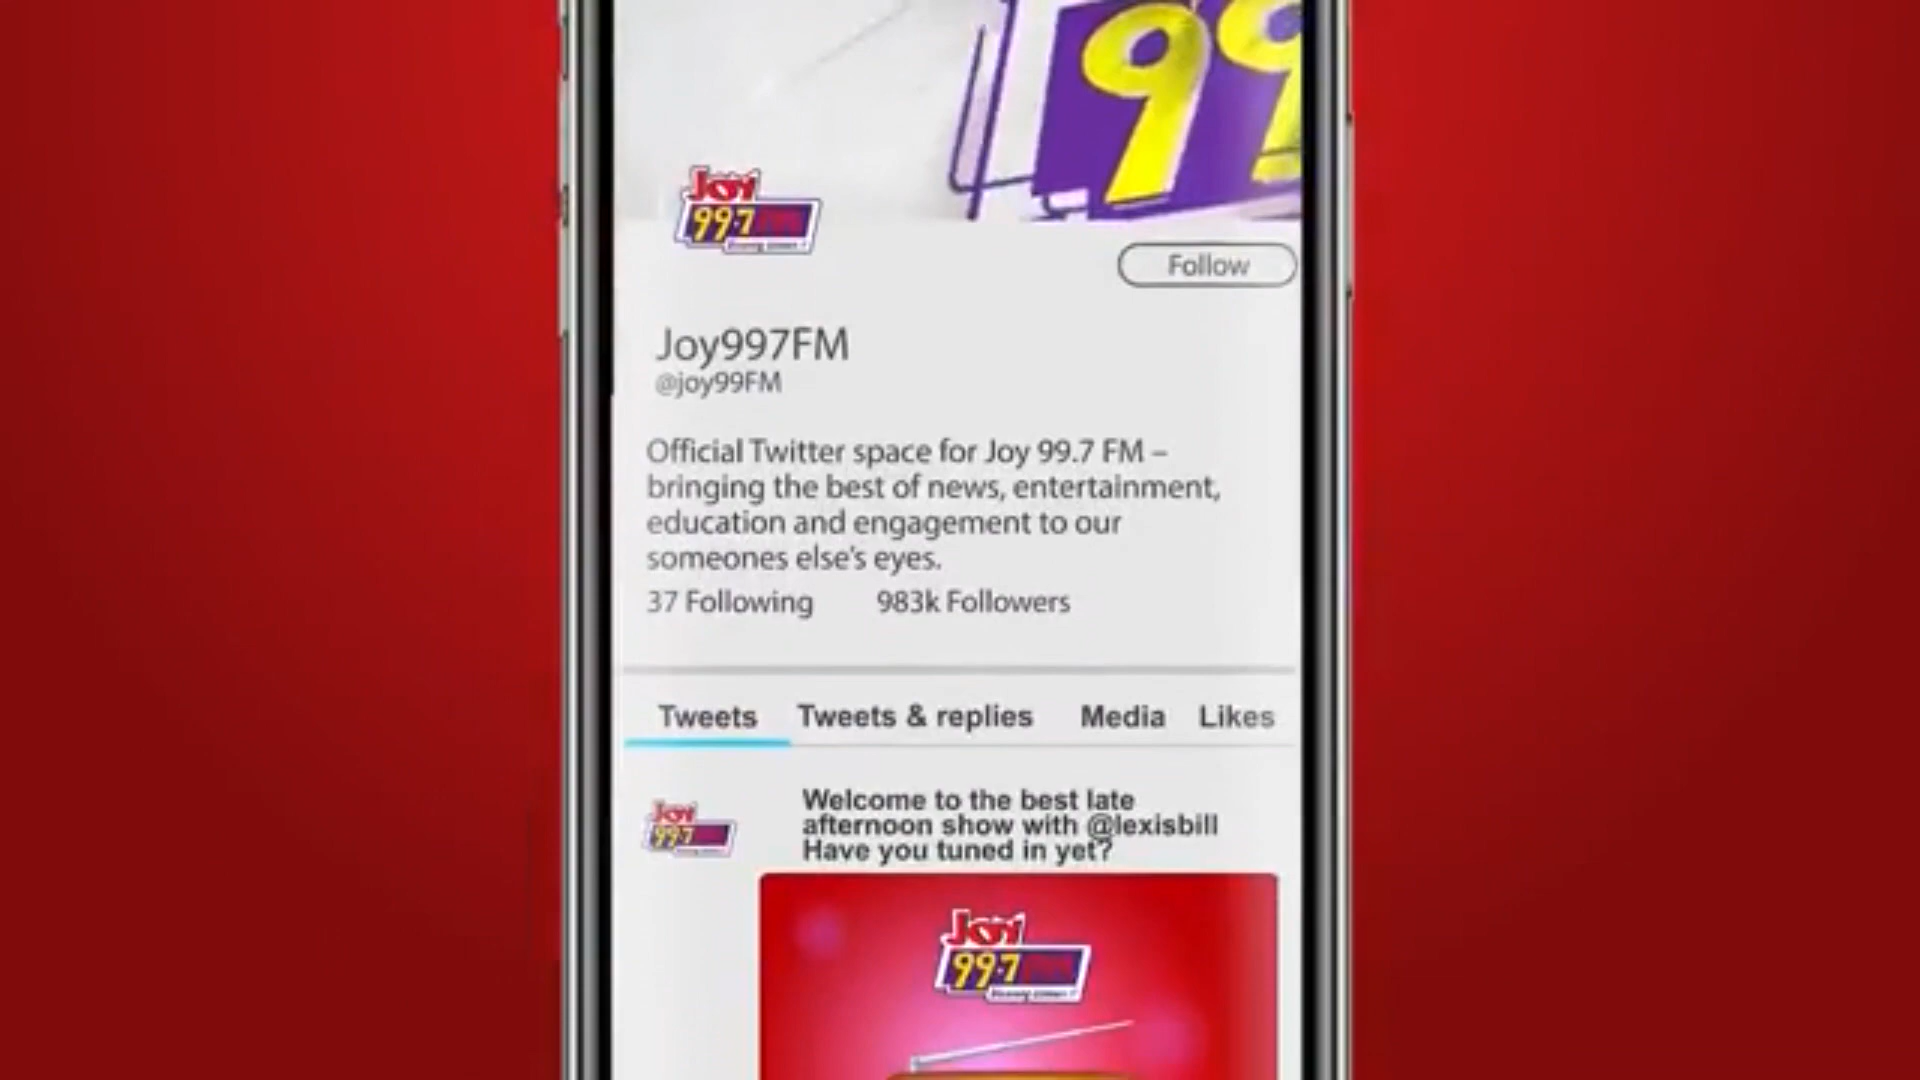 99
Joy
99.7 FM
Follow
Joy997FM
@joy99FM
Official Twitter space for Joy 99.7 FM –
bringing the best of news, entertainment,
education and engagement to our
someones else's eyes.
37 Following 983k Followers
Tweets Tweets & replies Media Likes
Welcome to the best late
afternoon show with @lexisbill
Have you tuned in yet?
Joy
99.7
Joy
99.7